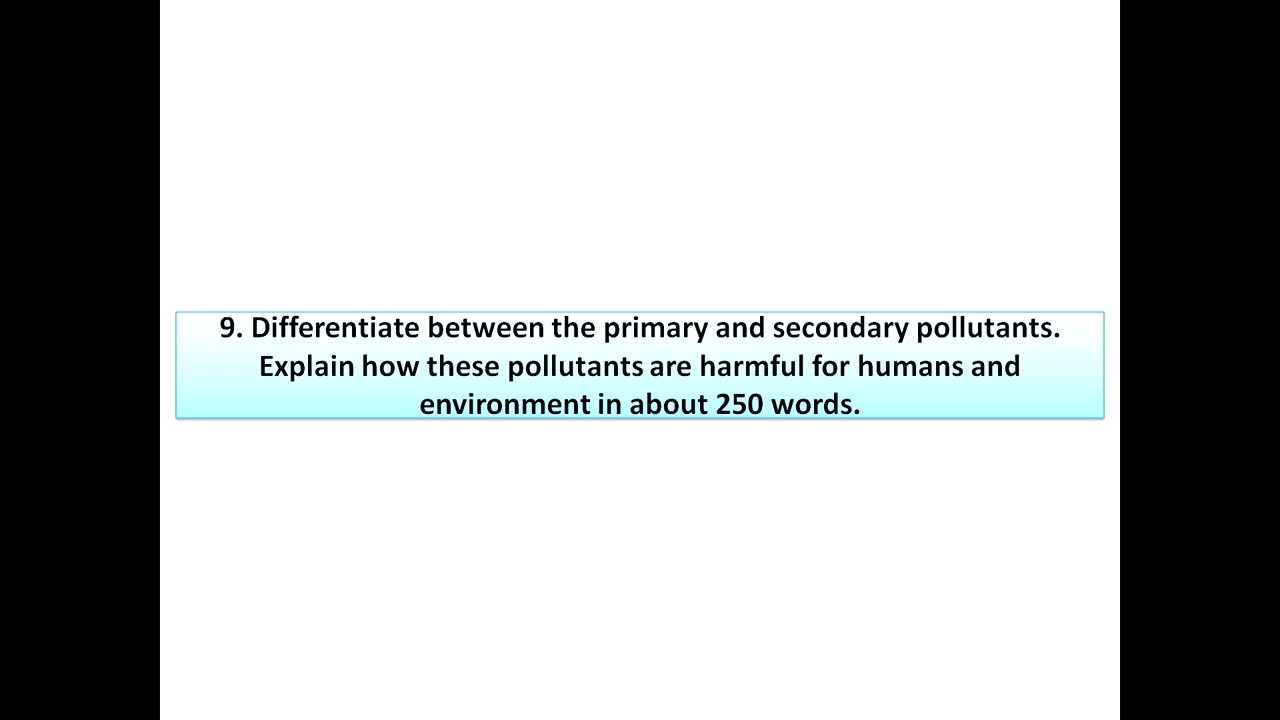 9. Differentiate between the primary and secondary pollutants.
Explain how these pollutants are harmful for humans and
environment in about 250 words.